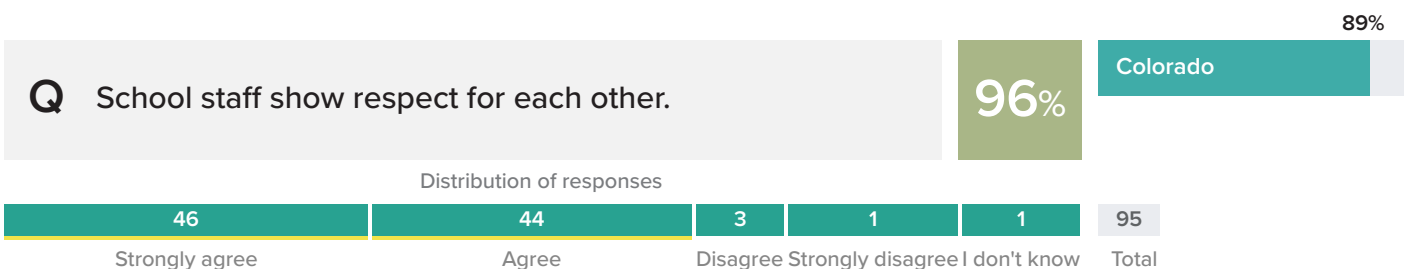 89%
Q School staff show respect for each other.
96%
Colorado
Distribution of responses
46 44 3 1 1 95
Strongly agree Agree Disagree Strongly disagree I don't know Total